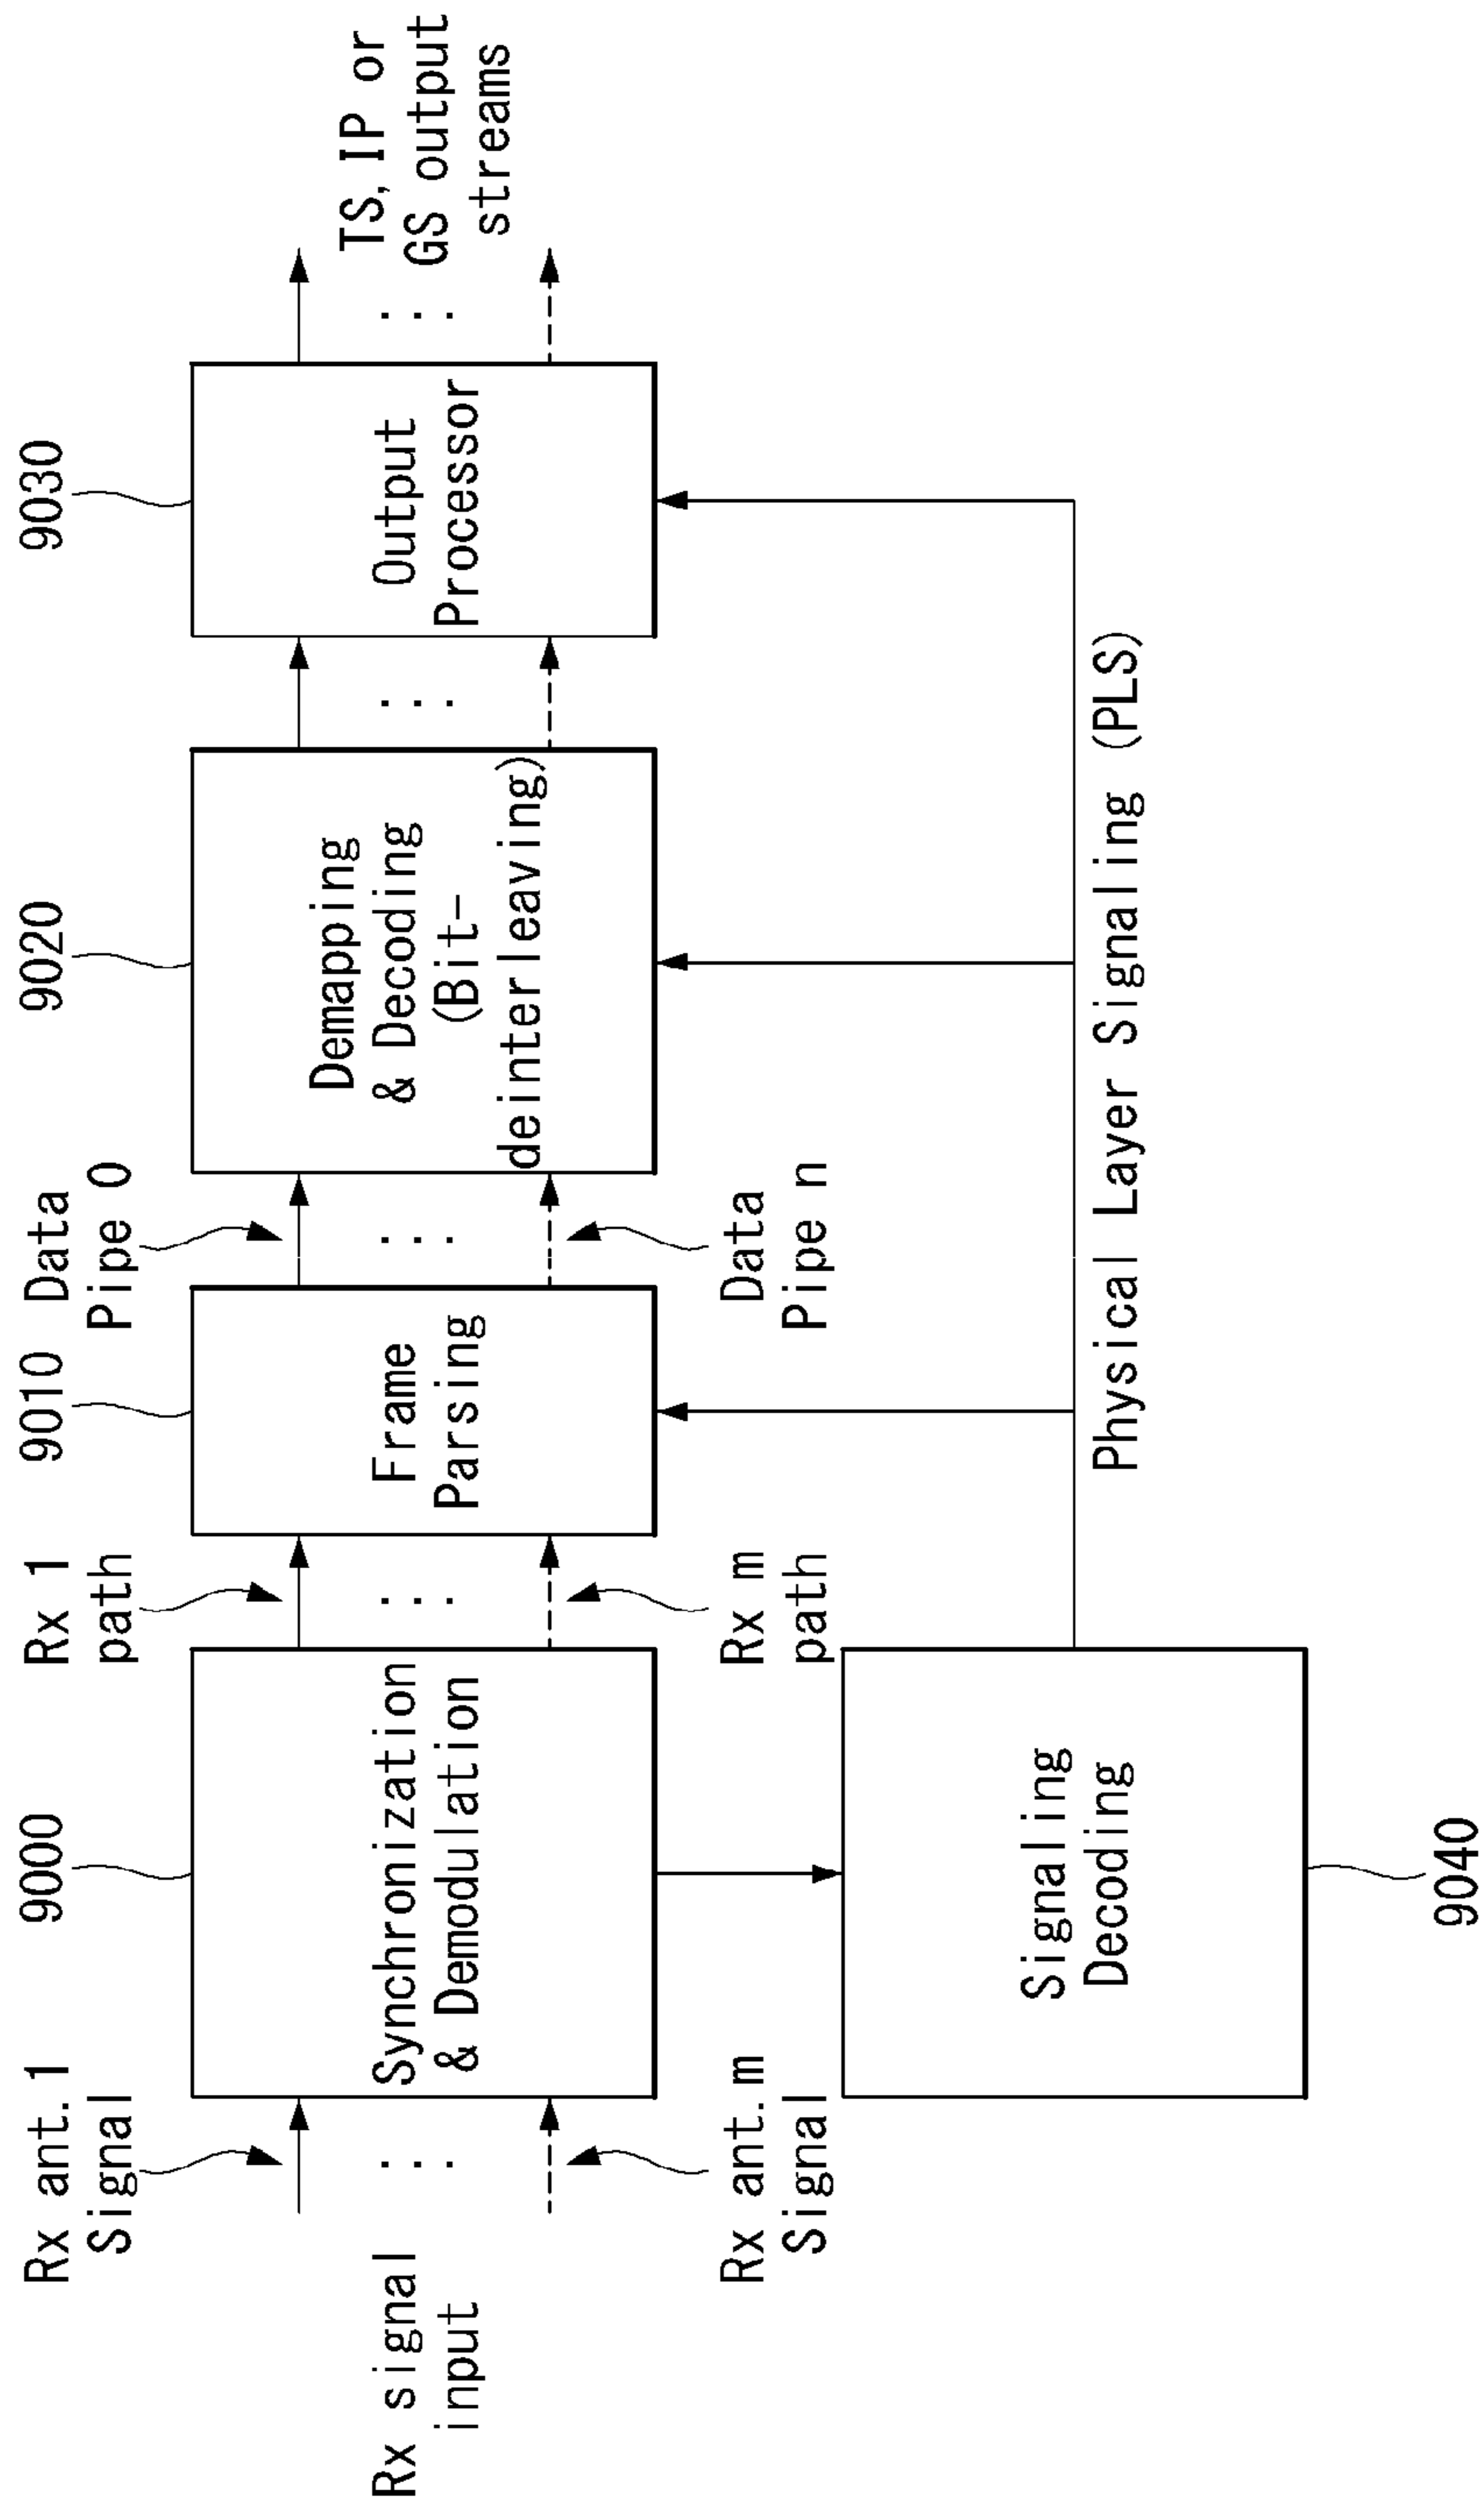 Rx ant.1
Signal
9000
Rx 1
path
9010
Data
Pipe 0
9020
9030
Rx signal
input
Synchronization
& Demodulation
Frame
Parsing
Demapping
& Decoding
(Bit-
deinterleaving)
Output
Processor
TS, IP or
GS output
streams
Rx ant.m
Signal
Rx m
path
Data
Pipe n
Signaling
Decoding
Physical Layer Signaling (PLS)
9040